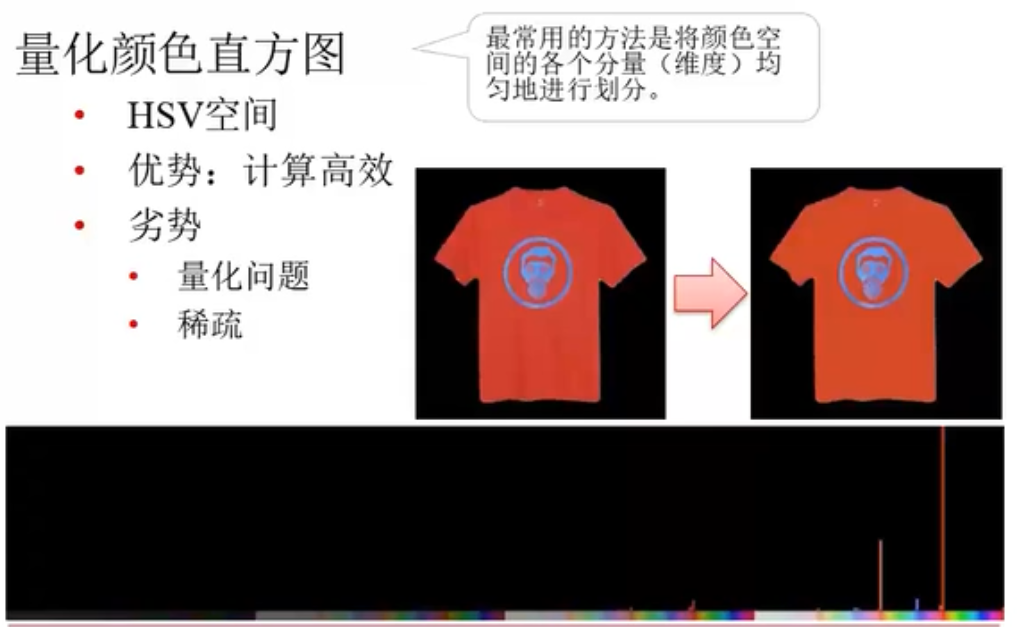 量化颜色直方图
最常用的方法是将颜色空
间的各个分量（维度）均
匀地进行划分。
• HSV空间
• 优势：计算高效
• 劣势
• 量化问题
• 稀疏